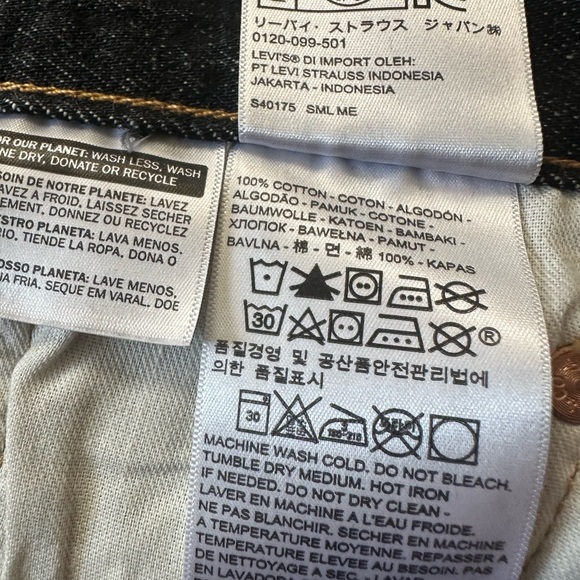 リーバイ・ストラウス ジャパン㈱
0120-099-501
LEVI'S® DI IMPORT OLEH:
PT LEVI STRAUSS INDONESIA
JAKARTA - INDONESIA
S40175 SML ME
FOR OUR PLANET: WASH LESS, WASH
DRY, DONATE OR RECYCLE
SOIN DE NOTRE PLANETE: LAVEZ
LAVEZ À FROID. LAISSEZ SECHER
DONNEZ OU RECYCLEZ
NUESTRO PLANETA: LAVA MENOS,
TIENDE LA ROPA. DONA O
NOSSO PLANETA: LAVE MENOS,
FRIA. SEQUE EM VARAL. DOE
100% COTTON - COTON - ALGODÓN -
ALGODÃO - PAMUK - COTONE -
BAUMWOLLE - KATOEN - BAMBAKI -
ХЛОПОК - BAWEŁNA - PAMUT -
BAVLNA - 棉 - 면 - 綿 100% - KAPAS
30 ®
품질경영 및 공산품안전관리법에
의한 품질표시
30
MACHINE WASH COLD. DO NOT BLEACH.
TUMBLE DRY MEDIUM. HOT IRON
IF NEEDED. DO NOT DRY CLEAN -
LAVER EN MACHINE A L'EAU FROIDE.
NE PAS BLANCHIR. SECHER EN MACHINE
A TEMPERATURE MOYENNE. REPASSER A
TEMPERATURE ELEVEE AU BESOIN. PAS
DE NETTOYAGE A SEC. - LAVAR
EN LAVADORA